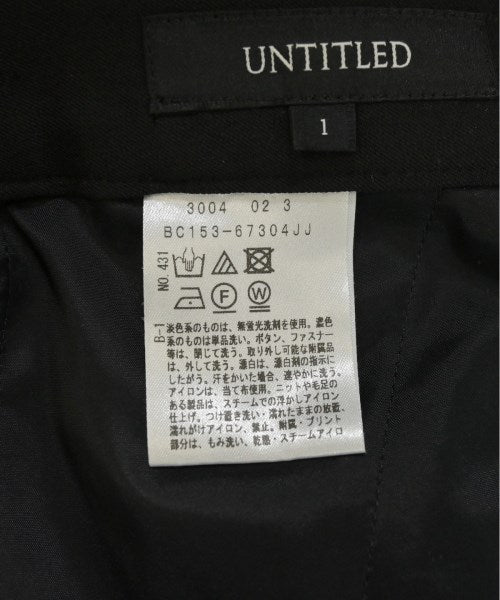 UNTITLED
1
3004 02 3
BC153-67304JJ
NO.431
F W
B-1
淡色系のものは、無蛍光洗剤を使用。濃色
系のものは単品洗い。ボタン、ファスナー
等は、閉じて洗う。取り外し可能な附属品
は、外して洗う。漂白は、漂白剤の指示に
したがう。汗をかいた場合、速やかに洗う。
アイロンは、当て布使用。ニットや毛足の
ある製品は、スチームでの浮かしアイロン
仕上げ。つけ置き洗い・濡れたままの放置、
濡れがけアイロン、禁止。附属・プリント
部分は、もみ洗い、乾燥・スチームアイロ